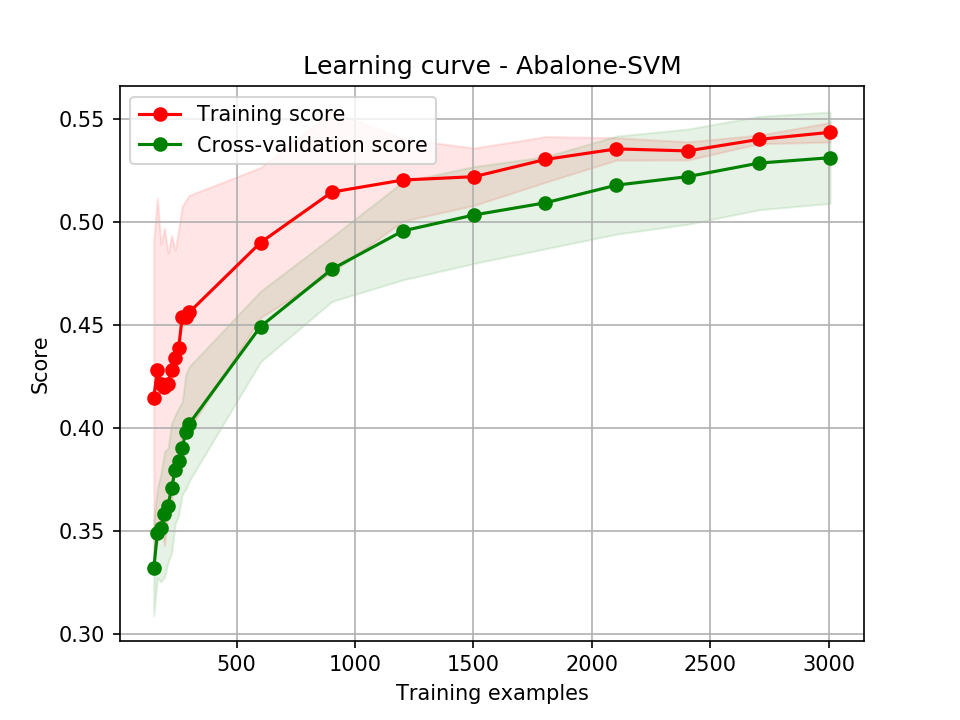 Learning curve - Abalone-SVM
Training score
Cross-validation score
0.55
0.50
0.45
0.40
0.35
0.30
Score
500 1000 1500 2000 2500 3000
Training examples